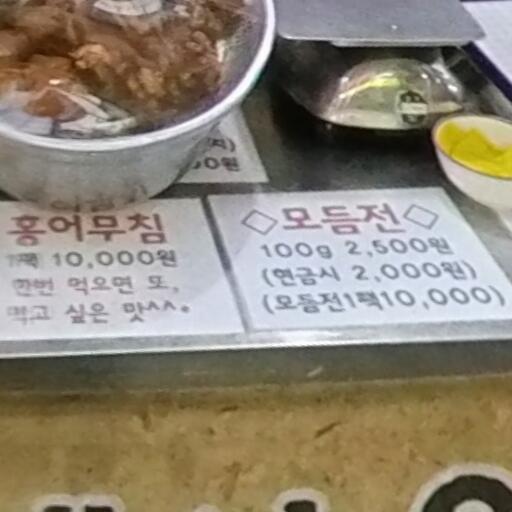 0원
홍어무침
1팩 10,000원
한번 먹으면 또,
먹고 싶은 맛^^。
◇모듬전◇
100g 2,500원
(현금시 2,000원)
(모듬전1팩10,000)